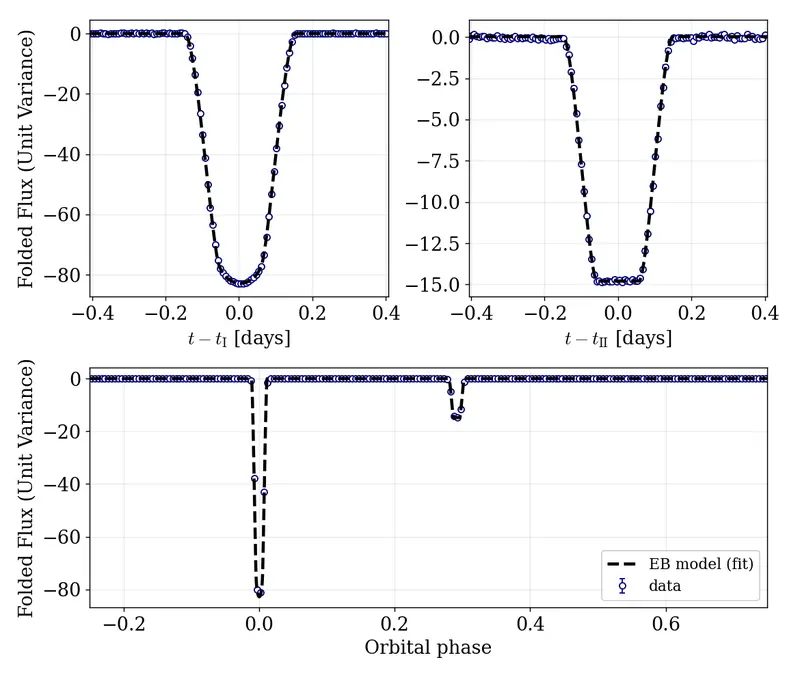 Folded Flux (Unit Variance)
0
−20
−40
−60
−80
−0.4 −0.2 0.0 0.2 0.4
t − tI [days]
0.0
−2.5
−5.0
−7.5
−10.0
−12.5
−15.0
−0.4 −0.2 0.0 0.2 0.4
t − tII [days]
Folded Flux (Unit Variance)
0
−20
−40
−60
−80
EB model (fit)
data
−0.2 0.0 0.2 0.4 0.6
Orbital phase